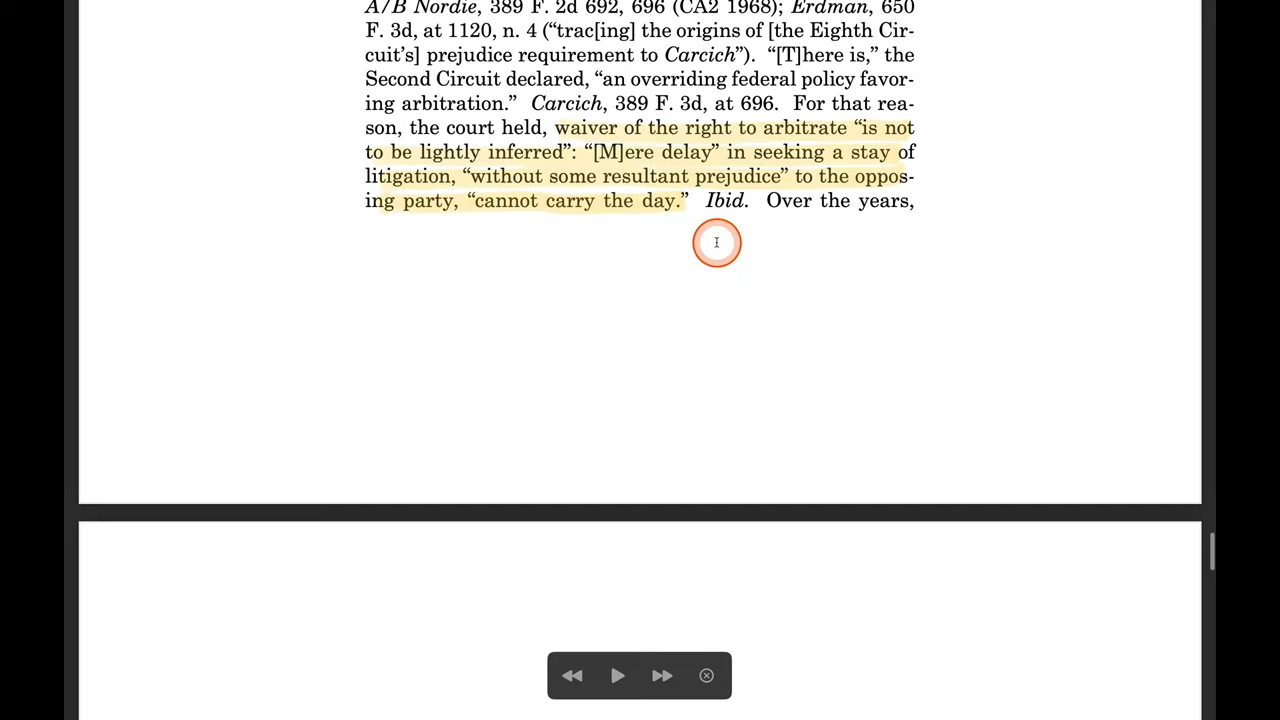 A/B Nordie, 389 F. 2d 692, 696 (CA2 1968); Erdman, 650
F. 3d, at 1120, n. 4 (“trac[ing] the origins of [the Eighth Cir-
cuit’s] prejudice requirement to Carcich”). “[T]here is,” the
Second Circuit declared, “an overriding federal policy favor-
ing arbitration.” Carcich, 389 F. 3d, at 696. For that rea-
son, the court held, waiver of the right to arbitrate “is not
to be lightly inferred”: “[M]ere delay” in seeking a stay of
litigation, “without some resultant prejudice” to the oppos-
ing party, “cannot carry the day.” Ibid. Over the years,